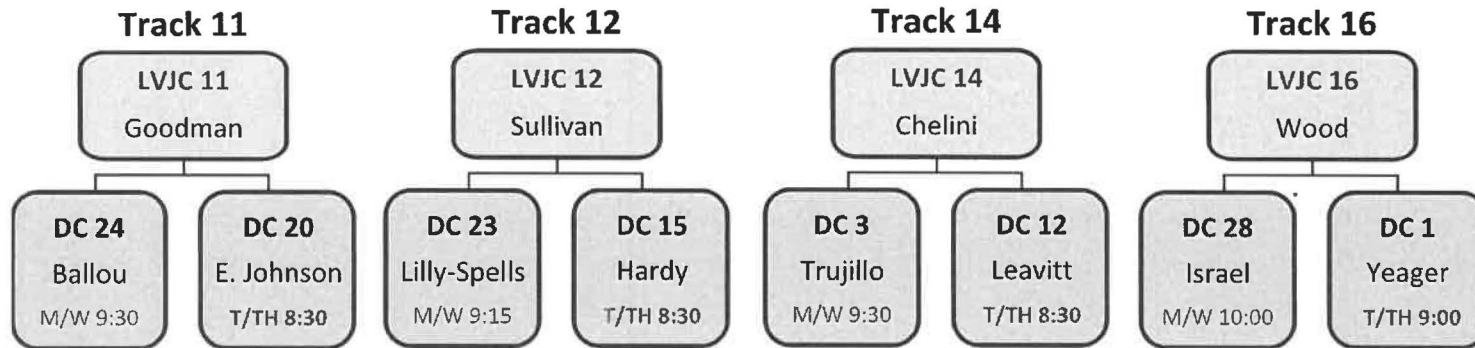 Track 11
LVJC 11
Goodman
DC 24
Ballou
M/W 9:30
DC 20
E. Johnson
T/TH 8:30
Track 12
LVJC 12
Sullivan
DC 23
Lilly-Spells
M/W 9:15
DC 15
Hardy
T/TH 8:30
Track 14
LVJC 14
Chelini
DC 3
Trujillo
M/W 9:30
DC 12
Leavitt
T/TH 8:30
Track 16
LVJC 16
Wood
DC 28
Israel
M/W 10:00
DC 1
Yeager
T/TH 9:00